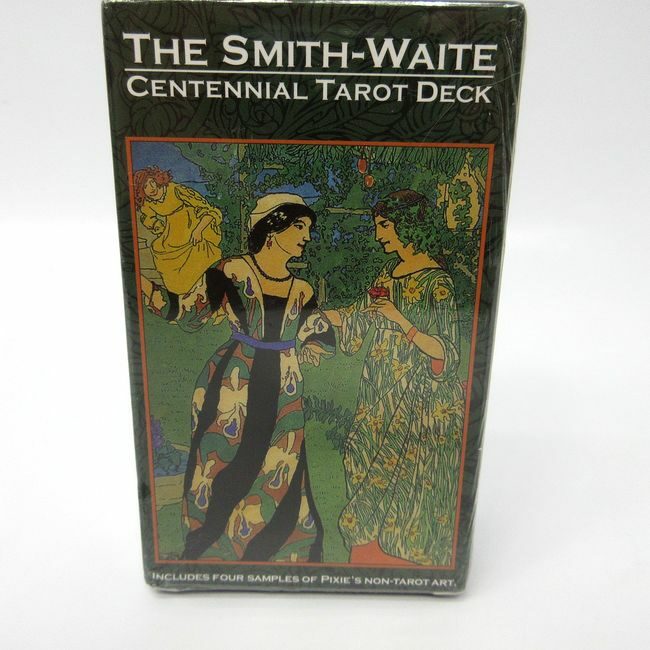 THE SMITH-WAITE
CENTENNIAL TAROT DECK
INCLUDES FOUR SAMPLES OF PIXIE'S NON-TAROT ART.